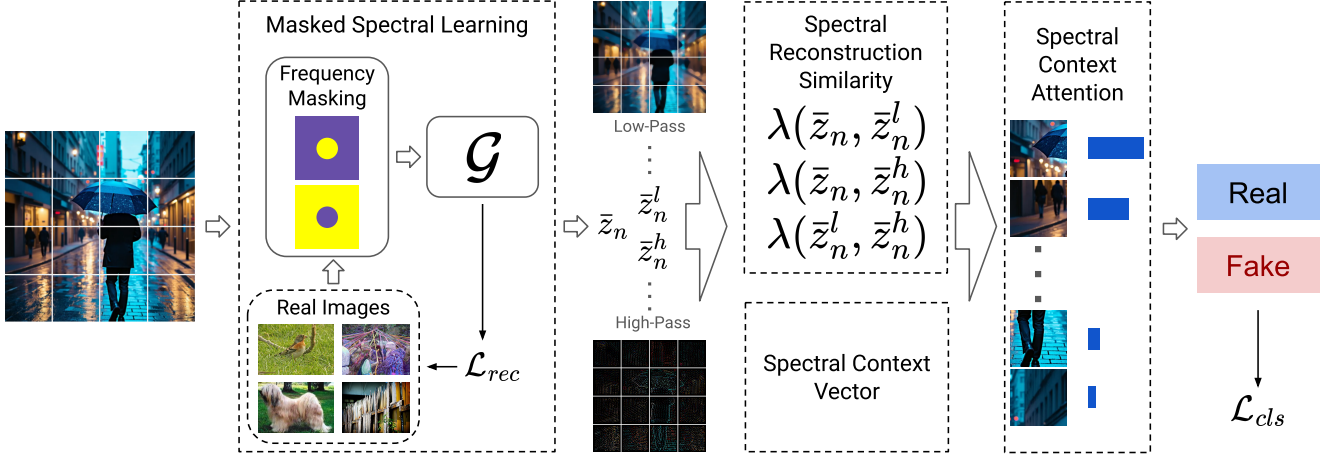 Masked Spectral Learning
Frequency
Masking
𝒢
Real Images
ℒ_rec
Low-Pass
z̄_n
z̄_n^l
z̄_n^h
High-Pass
Spectral
Reconstruction
Similarity
λ(z̄_n, z̄_n^l)
λ(z̄_n, z̄_n^h)
λ(z̄_n^l, z̄_n^h)
Spectral Context
Vector
Spectral
Context
Attention
Real
Fake
ℒ_cls